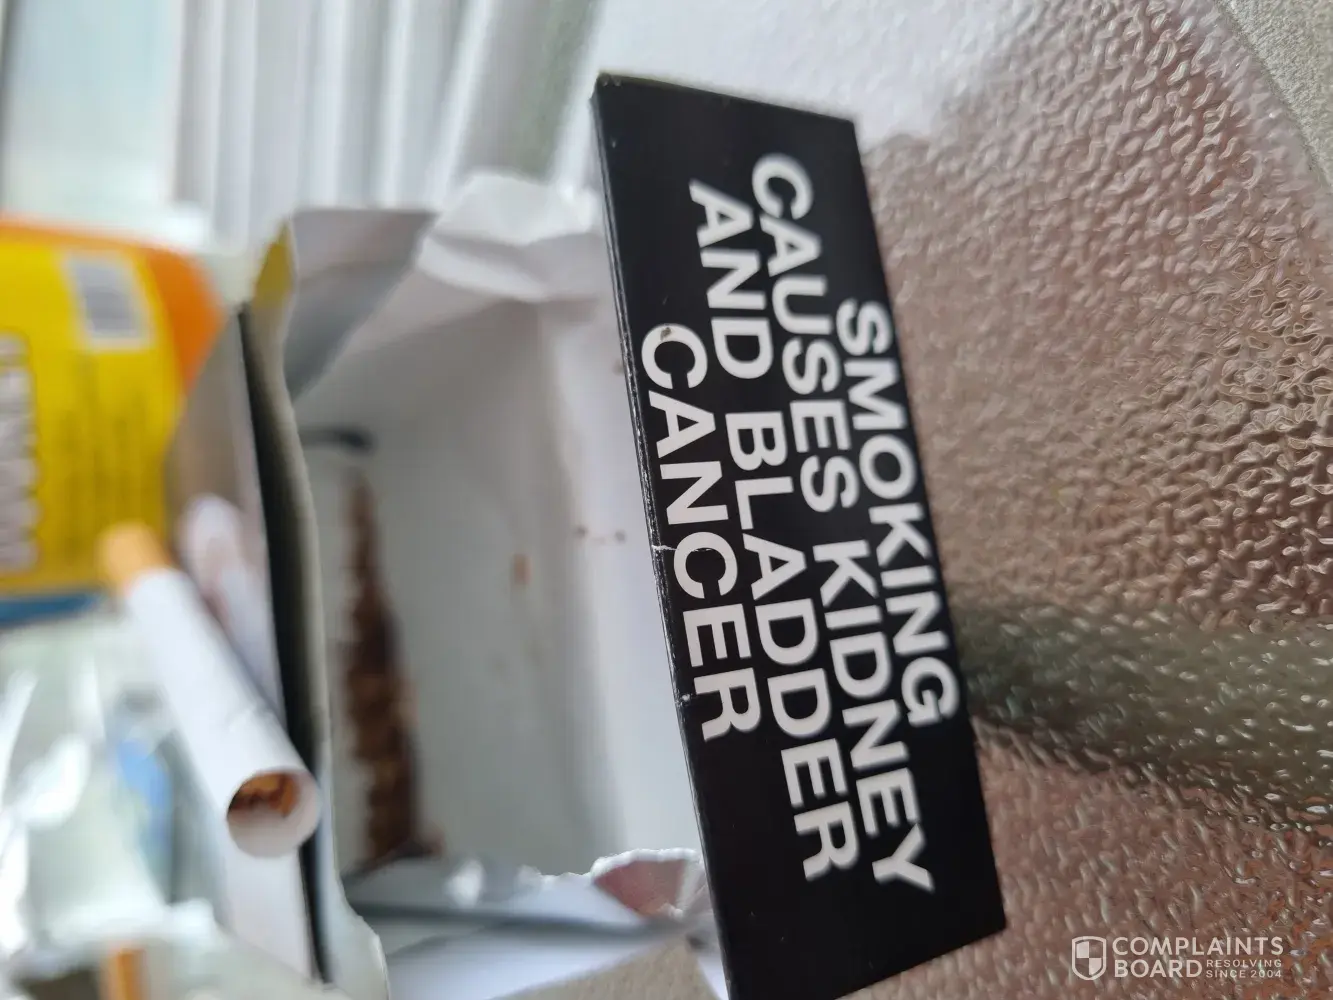 SMOKING
CAUSES KIDNEY
AND BLADDER
CANCER
COMPLAINTS
BOARD RESOLVING
SINCE 2004